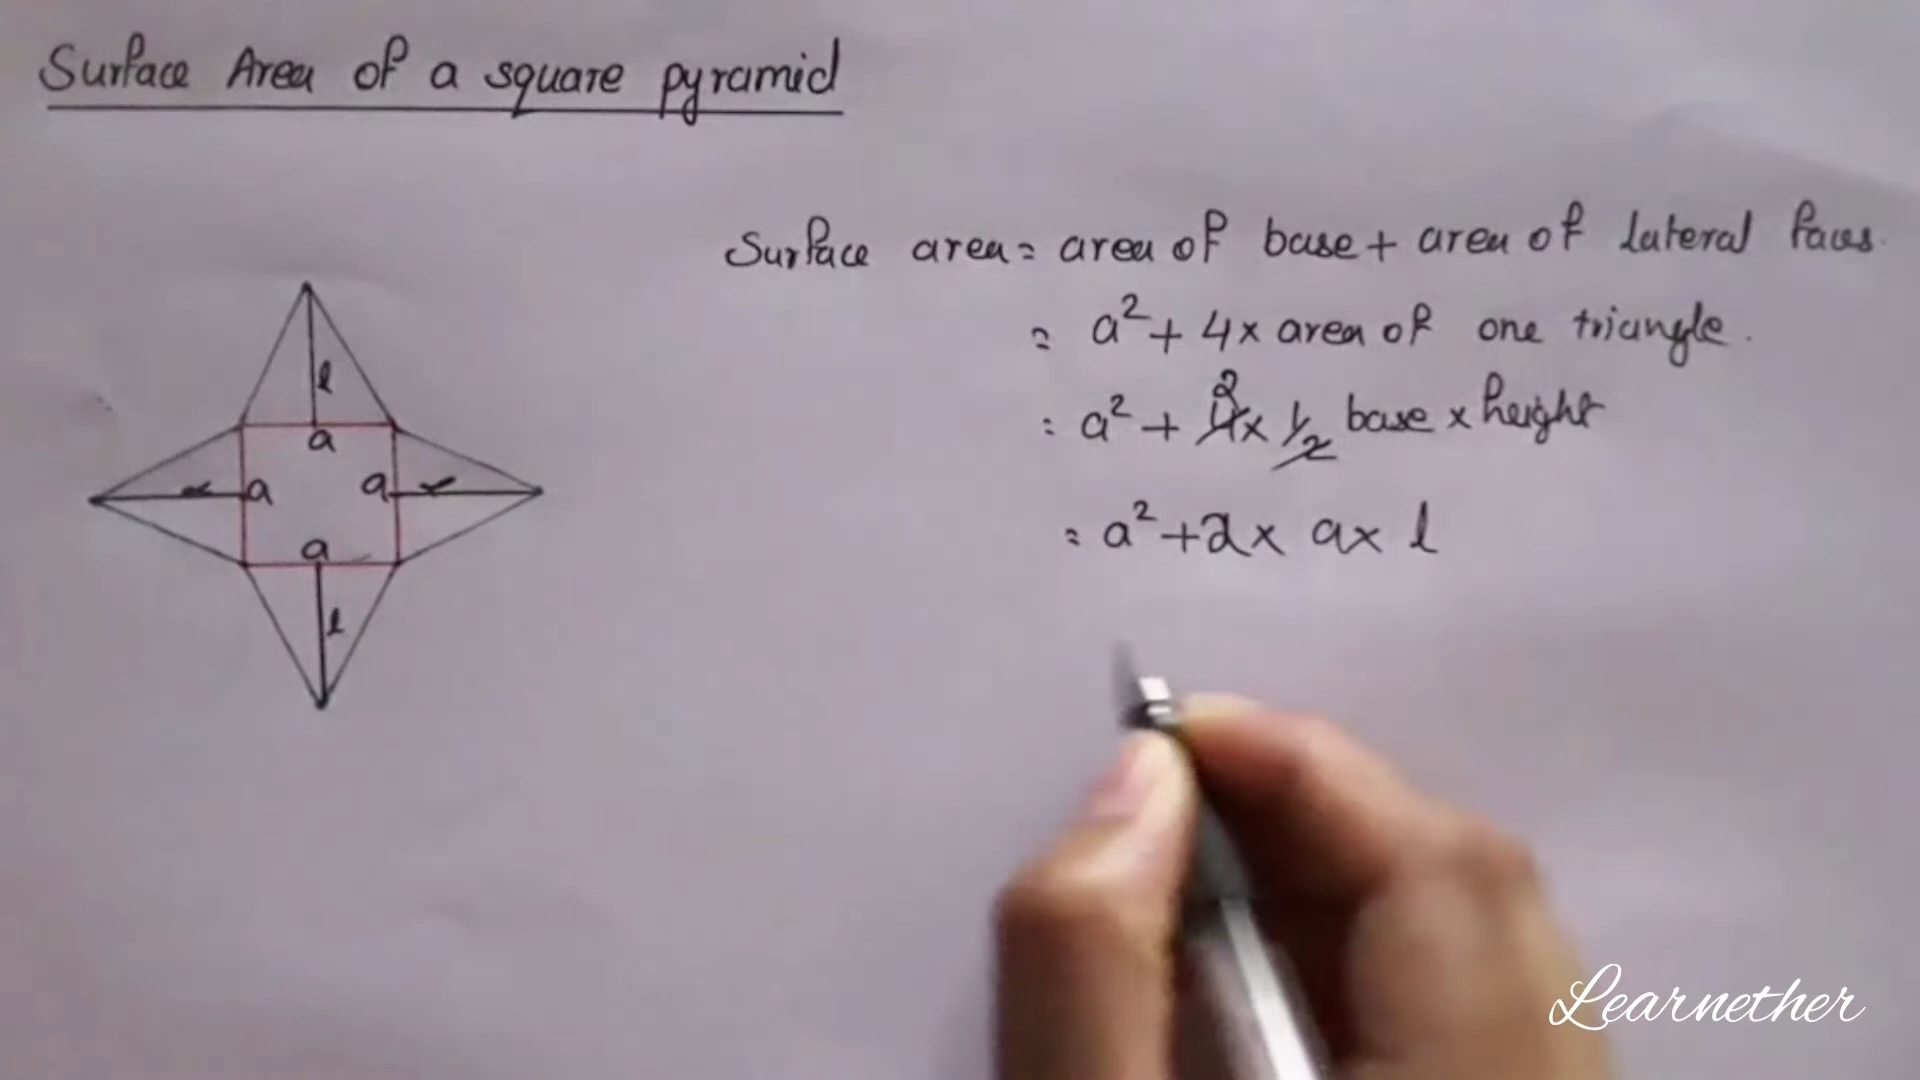 Surface Area of a square pyramid
Surface area = area of base + area of lateral faces.
= a² + 4 x area of one triangle.
2
= a² + 4 x 1/2 base x height
= a² + 2 x a x l
l
a
a a
a
l
Learnether